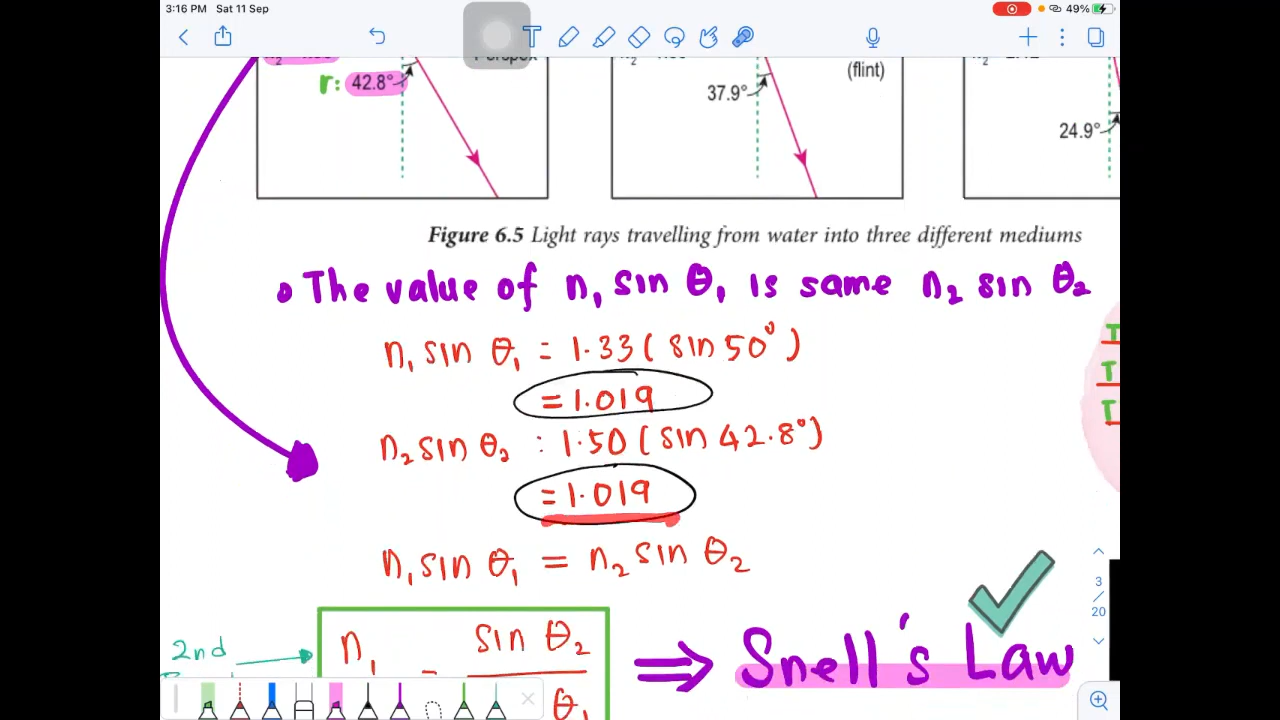 3:16 PM Sat 11 Sep
49%
Perspex
r: 42.8°
37.9°
(flint)
24.9°
Figure 6.5 Light rays travelling from water into three different mediums
The value of n₁ sin θ₁ is same n₂ sin θ₂
n₁ sin θ₁ = 1.33 ( sin 50° )
= 1.019
n₂ sin θ₂ : 1.50 ( sin 42.8° )
= 1.019
n₁ sin θ₁ = n₂ sin θ₂
2nd
n₁ = sin θ₂
θ₁
⇒ Snell's Law
T
T
T
3
/
20